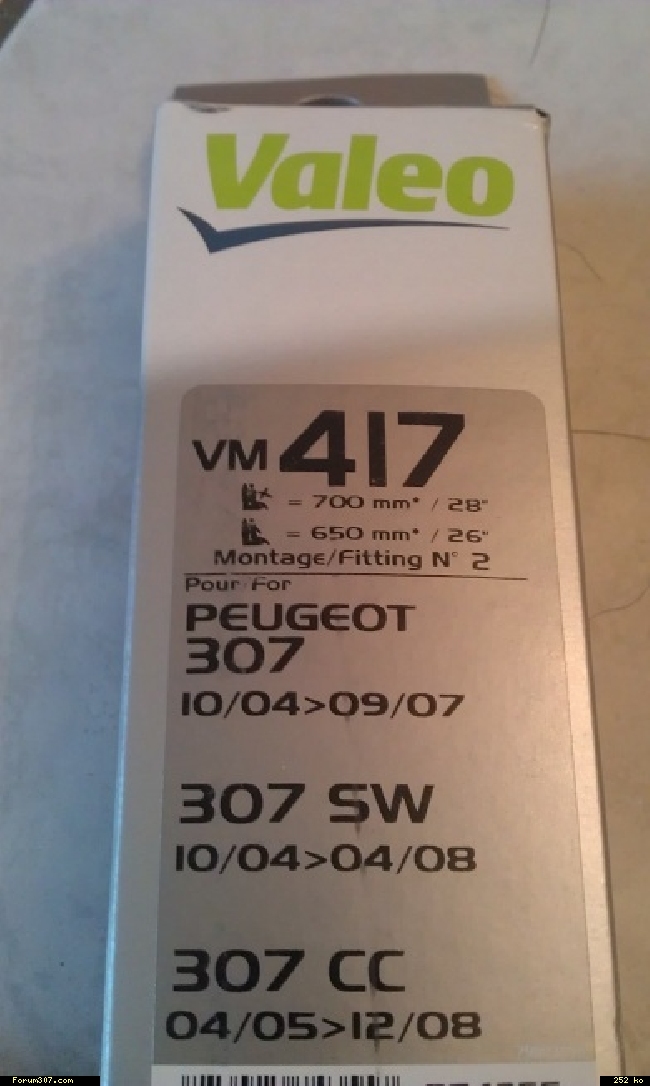 Valeo
VM 417
= 700 mm* / 28"
= 650 mm* / 26"
Montage/Fitting N° 2
Pour·For
PEUGEOT
307
10/04>09/07
307 SW
10/04>04/08
307 CC
04/05>12/08
Forum307.com
252 ko